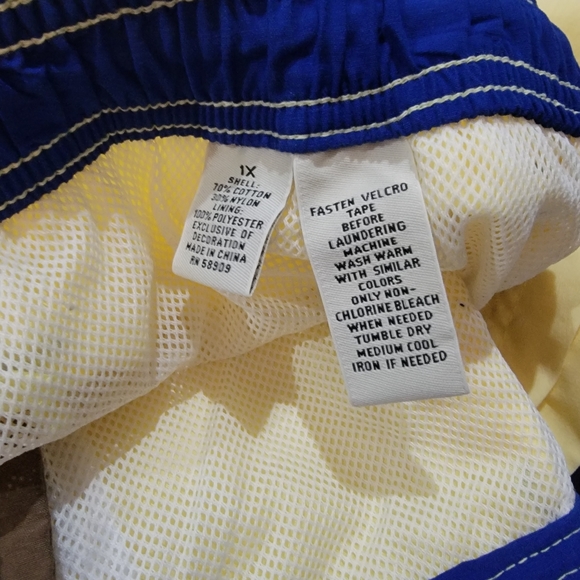 1X
SHELL:
70% COTTON
30% NYLON
LINING:
100% POLYESTER
EXCLUSIVE OF
DECORATION
MADE IN CHINA
RN 58909
FASTEN VELCRO
TAPE
BEFORE
LAUNDERING
MACHINE
WASH WARM
WITH SIMILAR
COLORS
ONLY NON-
CHLORINE BLEACH
WHEN NEEDED
TUMBLE DRY
MEDIUM COOL
IRON IF NEEDED